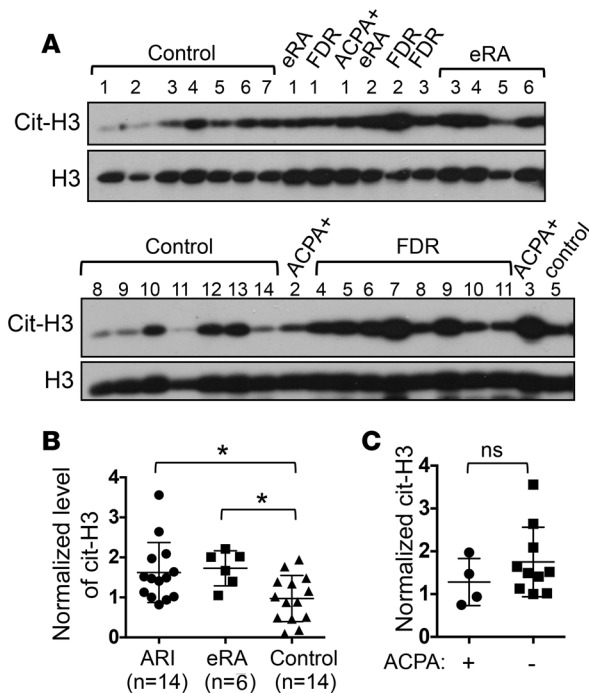 A
Control eRA FDR ACPA+ eRA FDR FDR eRA
1 2 3 4 5 6 7 1 1 1 2 2 3 3 4 5 6
Cit-H3
H3
Control ACPA+ FDR ACPA+ control
8 9 10 11 12 13 14 2 4 5 6 7 8 9 10 11 3 5
Cit-H3
H3
B
Normalized level
of cit-H3
4
3
2
1
0
*
*
ARI eRA Control
(n=14) (n=6) (n=14)
C
Normalized cit-H3
4
3
2
1
0
ns
ACPA: + -